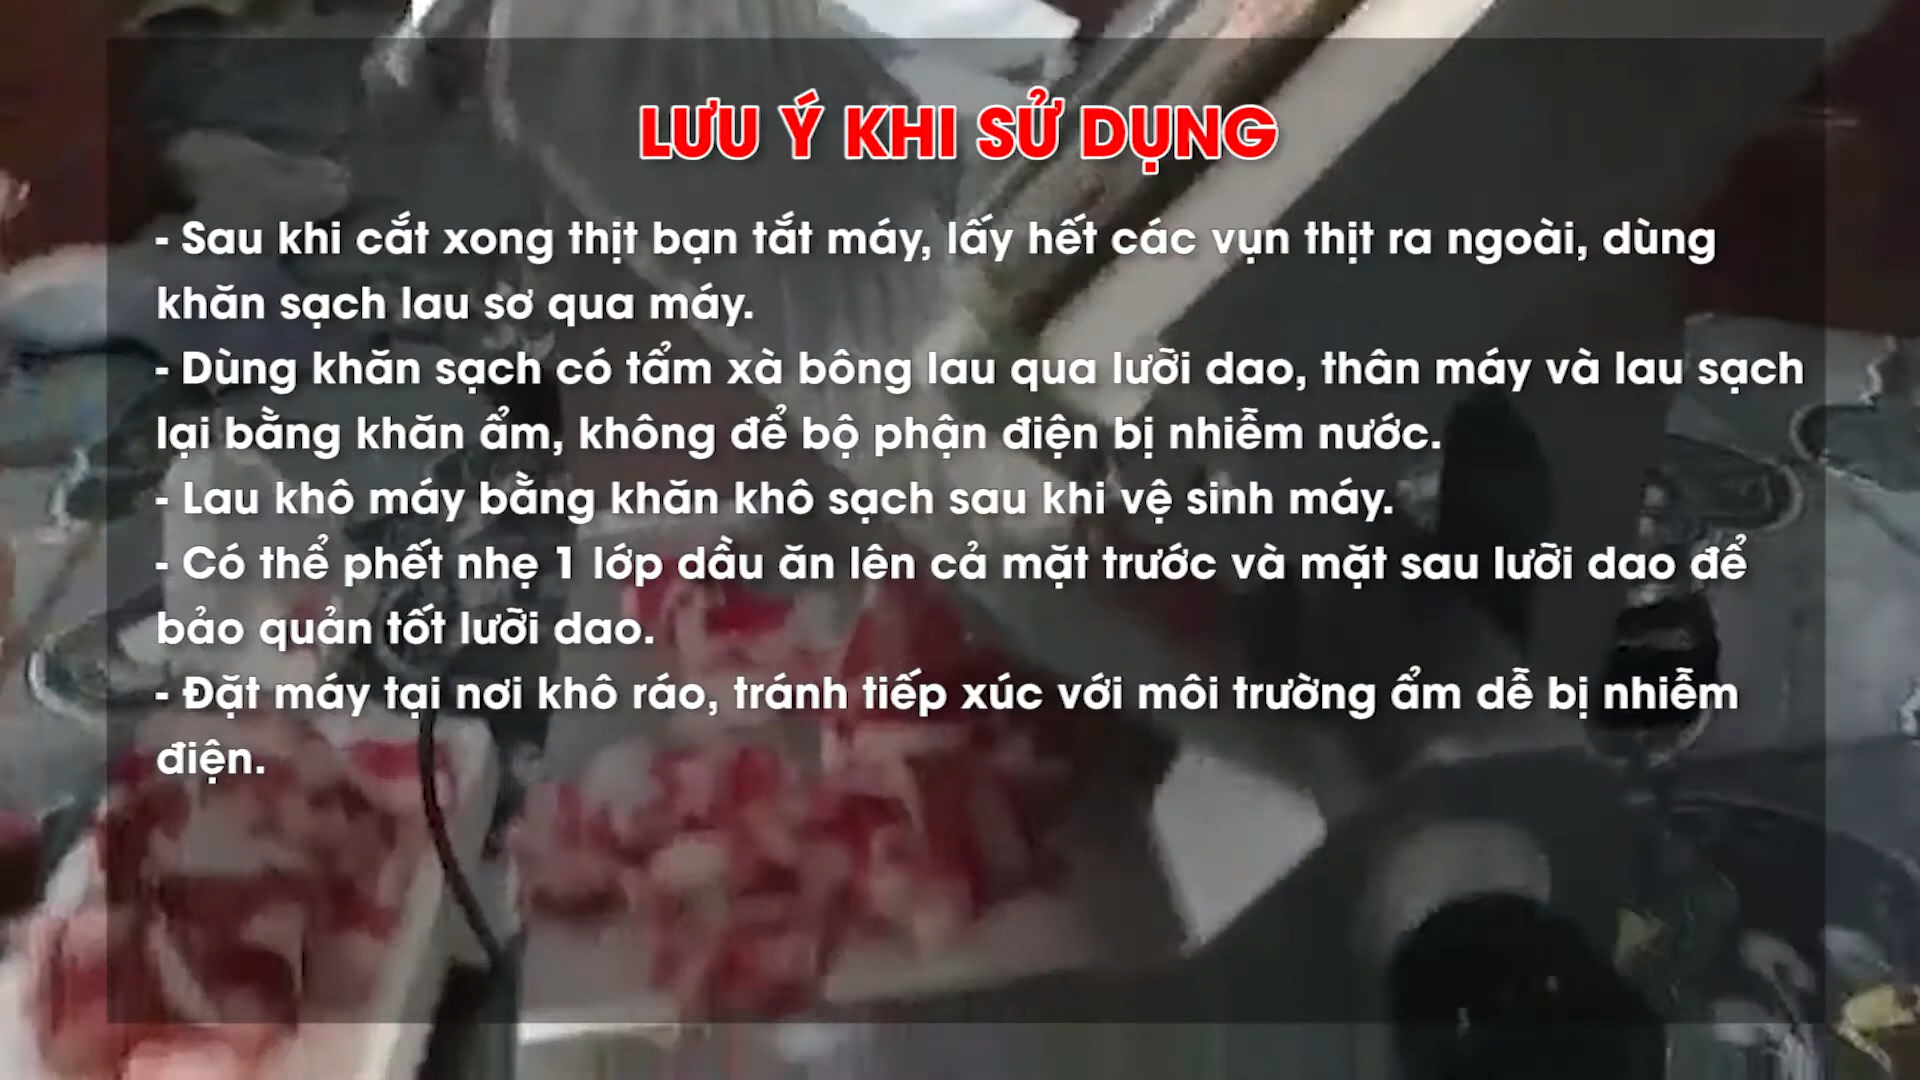 LƯU Ý KHI SỬ DỤNG
- Sau khi cắt xong thịt bạn tắt máy, lấy hết các vụn thịt ra ngoài, dùng
khăn sạch lau sơ qua máy.
- Dùng khăn sạch có tẩm xà bông lau qua lưỡi dao, thân máy và lau sạch
lại bằng khăn ẩm, không để bộ phận điện bị nhiễm nước.
- Lau khô máy bằng khăn khô sạch sau khi vệ sinh máy.
- Có thể phết nhẹ 1 lớp dầu ăn lên cả mặt trước và mặt sau lưỡi dao để
bảo quản tốt lưỡi dao.
- Đặt máy tại nơi khô ráo, tránh tiếp xúc với môi trường ẩm dễ bị nhiễm
điện.